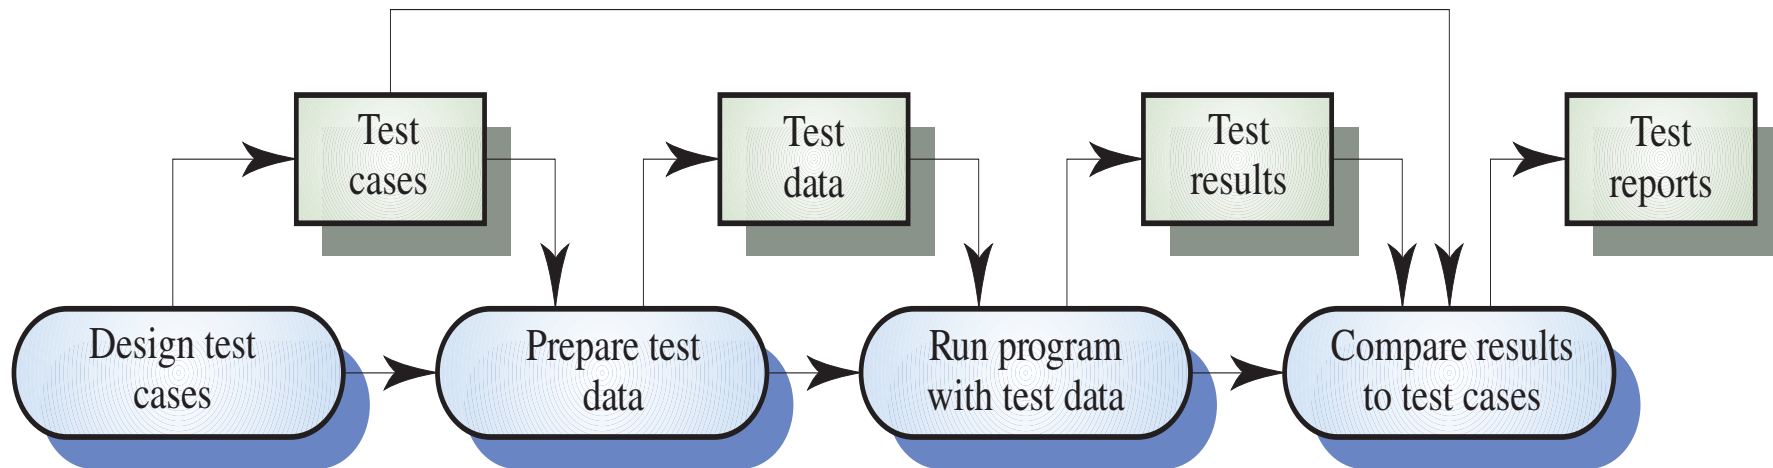 Test
cases
Test
data
Test
results
Test
reports
Design test
cases
Prepare test
data
Run program
with test data
Compare results
to test cases